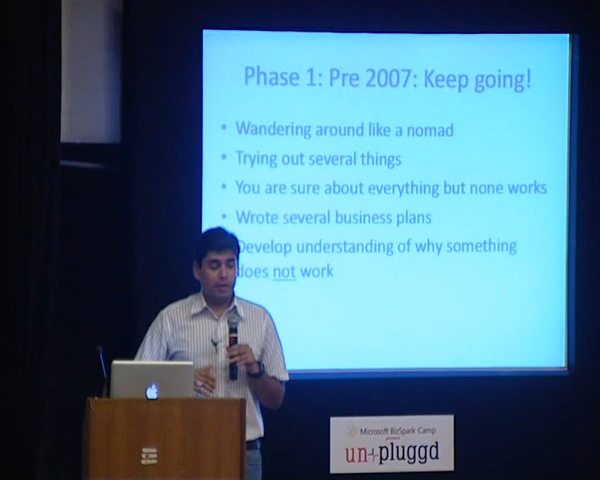 Phase 1: Pre 2007: Keep going!
• Wandering around like a nomad
• Trying out several things
• You are sure about everything but none works
• Wrote several business plans
Develop understanding of why something
does not work
Microsoft BizSpark Camp
un+pluggd